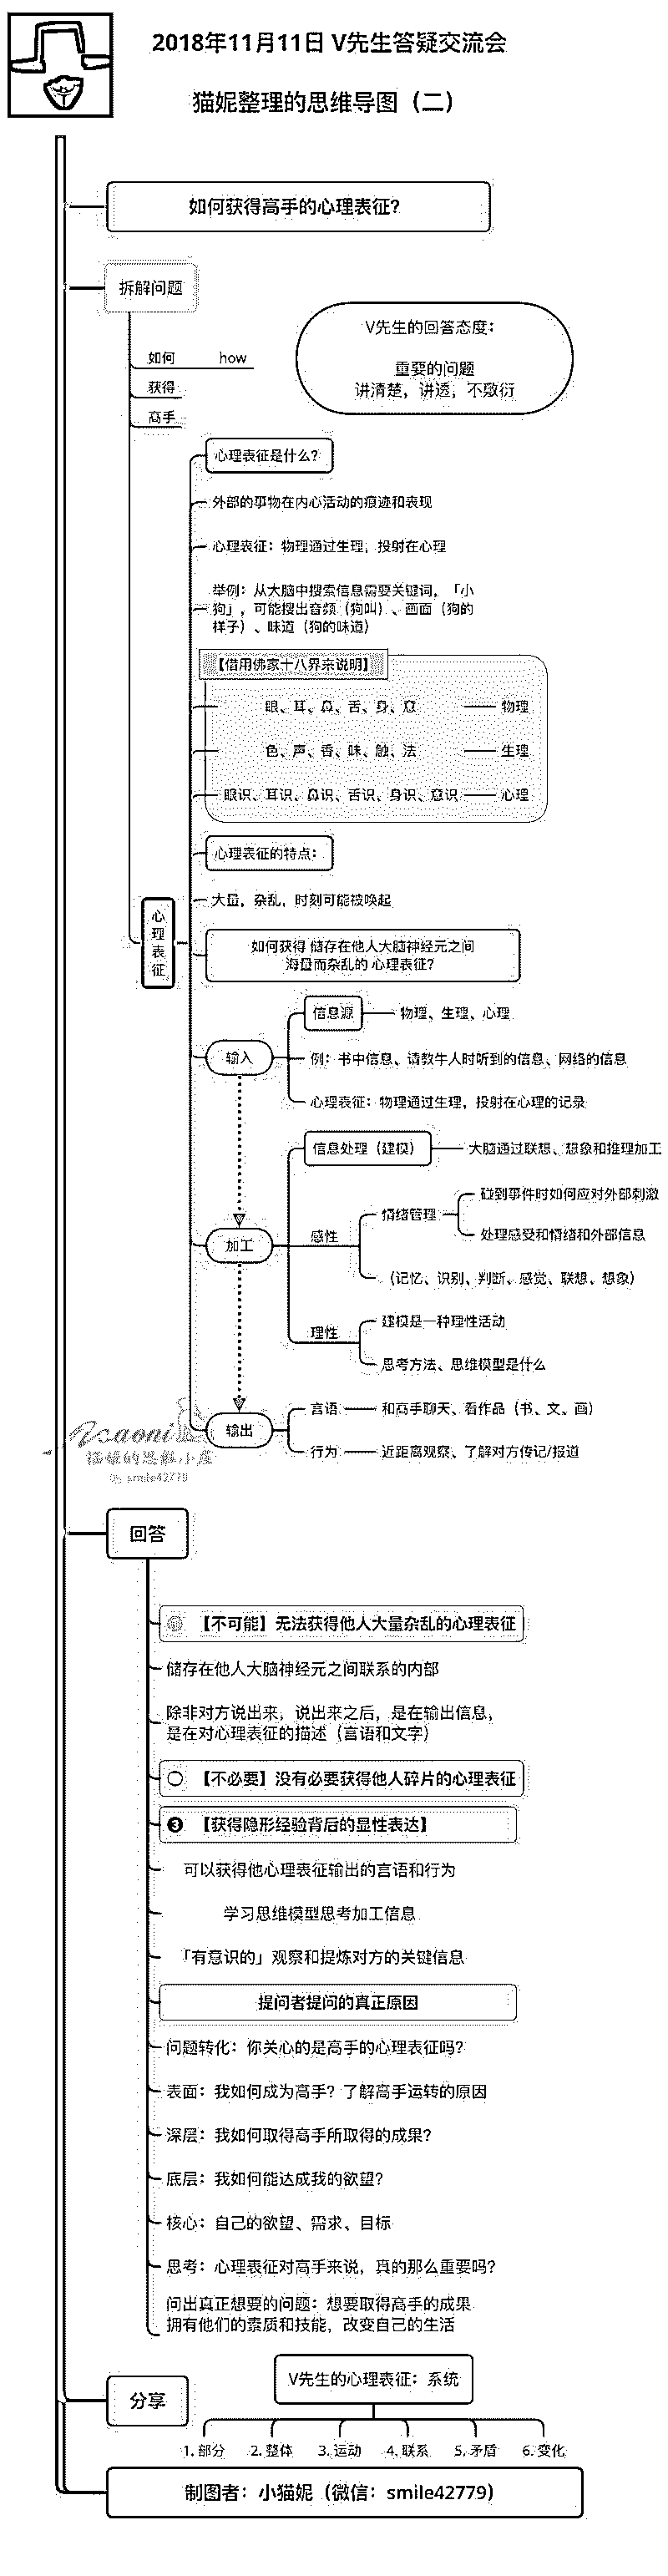 2018年11月11日 V先生答疑交流会
猫妮整理的思维导图（二）
如何获得高手的心理表征？
拆解问题
V先生的回答态度：
重要的问题
讲清楚，讲透，不敷衍
如何 how
获得
高手
心理表征
心理表征是什么？
外部的事物在内心活动的痕迹和表现
心理表征：物理通过生理，投射在心理
举例：从大脑中搜索信息需要关键词，「小
狗」，可能搜出音频（狗叫）、画面（狗的
样子）、味道（狗的味道）
【借用佛家十八界来说明】
眼、耳、鼻、舌、身、意 物理
色、声、香、味、触、法 生理
眼识、耳识、鼻识、舌识、身识、意识 心理
心理表征的特点：
大量，杂乱，时刻可能被唤起
如何获得 储存在他人大脑神经元之间
海量而杂乱的 心理表征？
输入
信息源 物理、生理、心理
例：书中信息、请教牛人时听到的信息、网络的信息
心理表征：物理通过生理，投射在心理的记录
加工
信息处理（建模） 大脑通过联想、想象和推理加工
感性
情绪管理
碰到事件时如何应对外部刺激
处理感受和情绪和外部信息
（记忆、识别、判断、感觉、联想、想象）
理性
建模是一种理性活动
思考方法、思维模型是什么
输出
言语 和高手聊天、看作品（书、文、画）
行为 近距离观察、了解对方传记/报道
猫妮的思维小屋
smile42779
回答
【不可能】无法获得他人大量杂乱的心理表征
储存在他人大脑神经元之间联系的内部
除非对方说出来，说出来之后，是在输出信息，
是在对心理表征的描述（言语和文字）
【不必要】没有必要获得他人碎片的心理表征
❸ 【获得隐形经验背后的显性表达】
可以获得他心理表征输出的言语和行为
学习思维模型思考加工信息
「有意识的」观察和提炼对方的关键信息
提问者提问的真正原因
问题转化：你关心的是高手的心理表征吗？
表面：我如何成为高手？了解高手运转的原因
深层：我如何取得高手所取得的成果？
底层：我如何能达成我的欲望？
核心：自己的欲望、需求、目标
思考：心理表征对高手来说，真的那么重要吗？
问出真正想要的问题：想要取得高手的成果
拥有他们的素质和技能，改变自己的生活
分享
V先生的心理表征：系统
1. 部分 2. 整体 3. 运动 4. 联系 5. 矛盾 6. 变化
制图者：小猫妮（微信：smile42779）